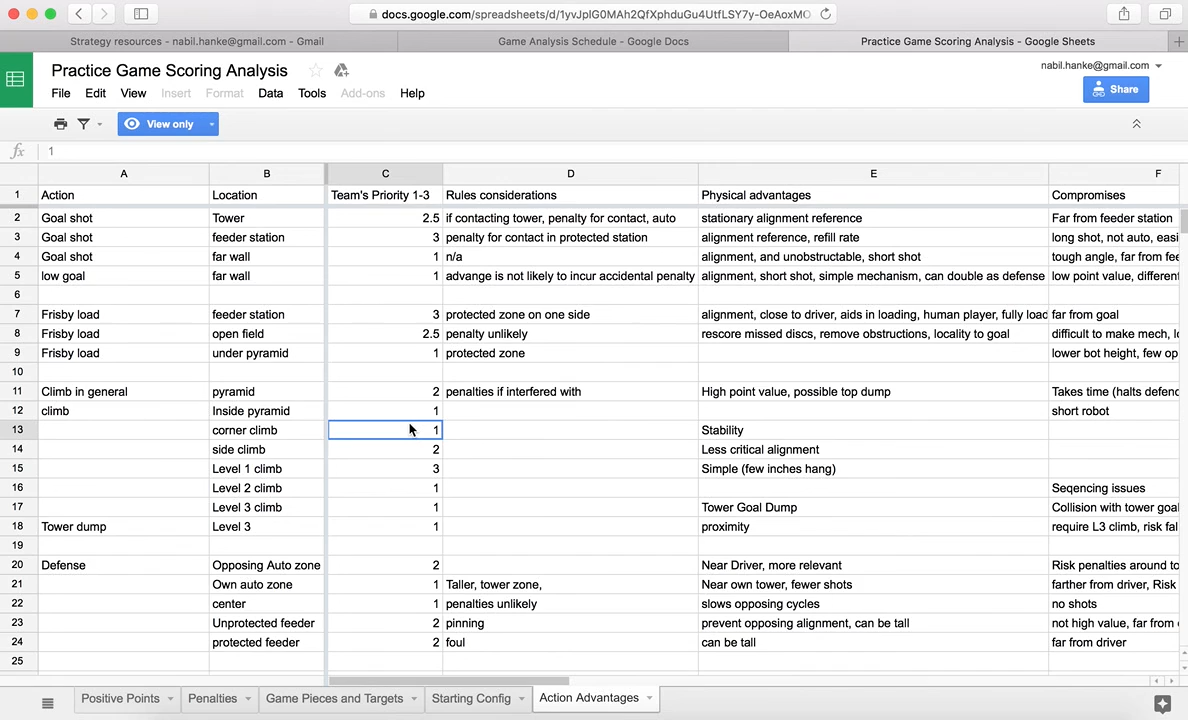 docs.google.com/spreadsheets/d/1yvJplG0MAh2QfXphduGu4UtfLSY7y-OeAoxMO
Strategy resources - nabil.hanke@gmail.com - Gmail
Game Analysis Schedule - Google Docs
Practice Game Scoring Analysis - Google Sheets
Practice Game Scoring Analysis
nabil.hanke@gmail.com
File Edit View Insert Format Data Tools Add-ons Help
Share
View only
fx 1
A B C D E F
1 Action Location Team's Priority 1-3 Rules considerations Physical advantages Compromises
2 Goal shot Tower 2.5 if contacting tower, penalty for contact, auto stationary alignment reference Far from feeder station
3 Goal shot feeder station 3 penalty for contact in protected station alignment reference, refill rate long shot, not auto, easi
4 Goal shot far wall 1 n/a alignment, and unobstructable, short shot tough angle, far from fee
5 low goal far wall 1 advange is not likely to incur accidental penalty alignment, short shot, simple mechanism, can double as defense low point value, differen
6
7 Frisby load feeder station 3 protected zone on one side alignment, close to driver, aids in loading, human player, fully load far from goal
8 Frisby load open field 2.5 penalty unlikely rescore missed discs, remove obstructions, locality to goal difficult to make mech, lo
9 Frisby load under pyramid 1 protected zone lower bot height, few op
10
11 Climb in general pyramid 2 penalties if interfered with High point value, possible top dump Takes time (halts defenc
12 climb Inside pyramid 1 short robot
13 corner climb 1 Stability
14 side climb 2 Less critical alignment
15 Level 1 climb 3 Simple (few inches hang)
16 Level 2 climb 1 Seqencing issues
17 Level 3 climb 1 Tower Goal Dump Collision with tower goal
18 Tower dump Level 3 1 proximity require L3 climb, risk fal
19
20 Defense Opposing Auto zone 2 Near Driver, more relevant Risk penalties around to
21 Own auto zone 1 Taller, tower zone, Near own tower, fewer shots farther from driver, Risk
22 center 1 penalties unlikely slows opposing cycles no shots
23 Unprotected feeder 2 pinning prevent opposing alignment, can be tall not high value, far from
24 protected feeder 2 foul can be tall far from driver
25
Positive Points Penalties Game Pieces and Targets Starting Config Action Advantages